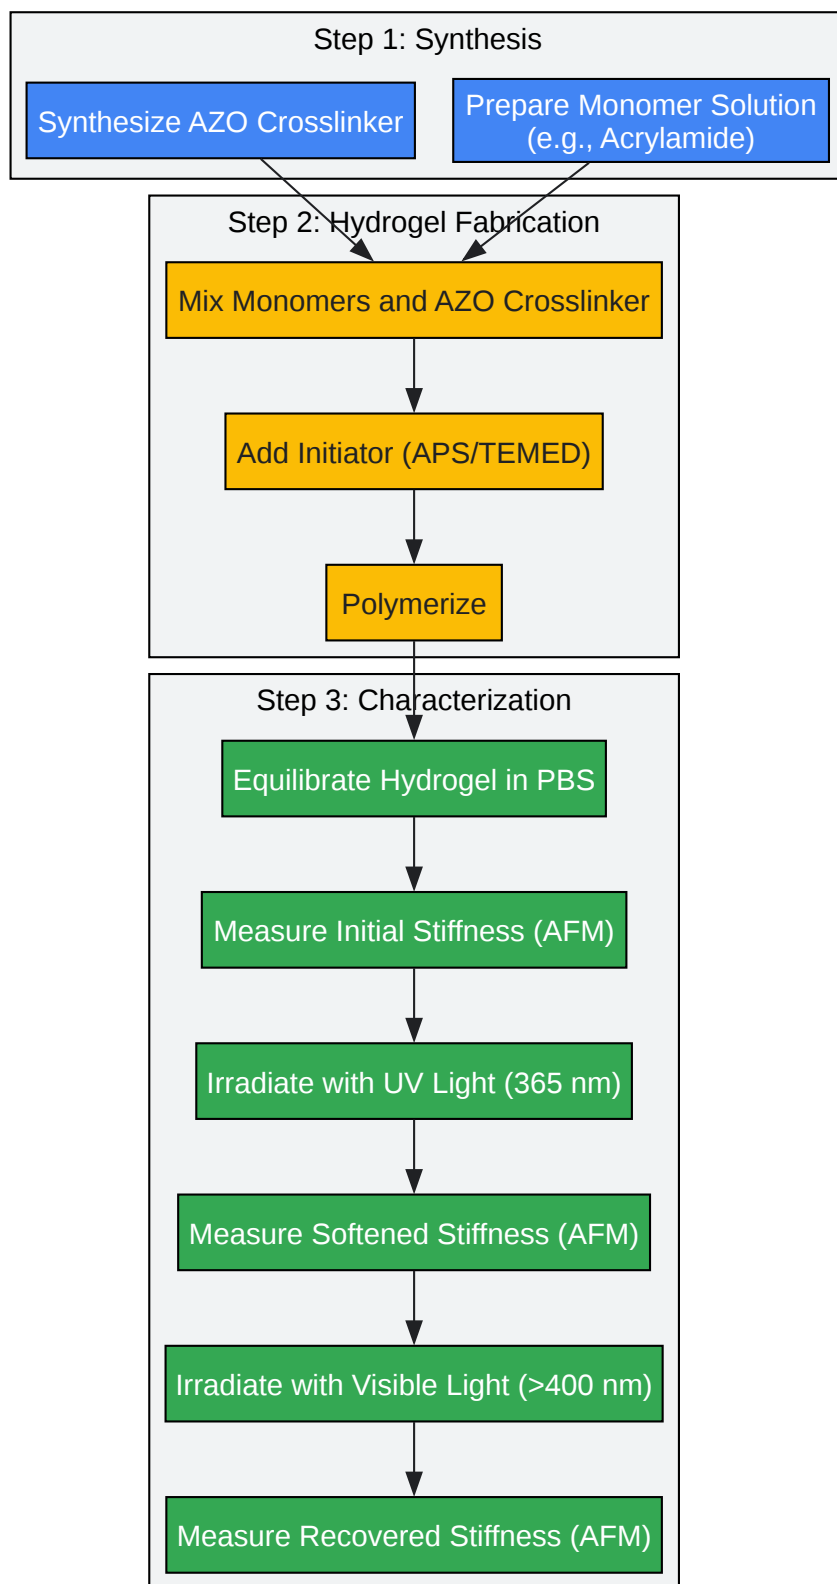 Step 1: Synthesis
Synthesize AZO Crosslinker
Prepare Monomer Solution
(e.g., Acrylamide)
Step 2: Hydrogel Fabrication
Mix Monomers and AZO Crosslinker
Add Initiator (APS/TEMED)
Polymerize
Step 3: Characterization
Equilibrate Hydrogel in PBS
Measure Initial Stiffness (AFM)
Irradiate with UV Light (365 nm)
Measure Softened Stiffness (AFM)
Irradiate with Visible Light (>400 nm)
Measure Recovered Stiffness (AFM)